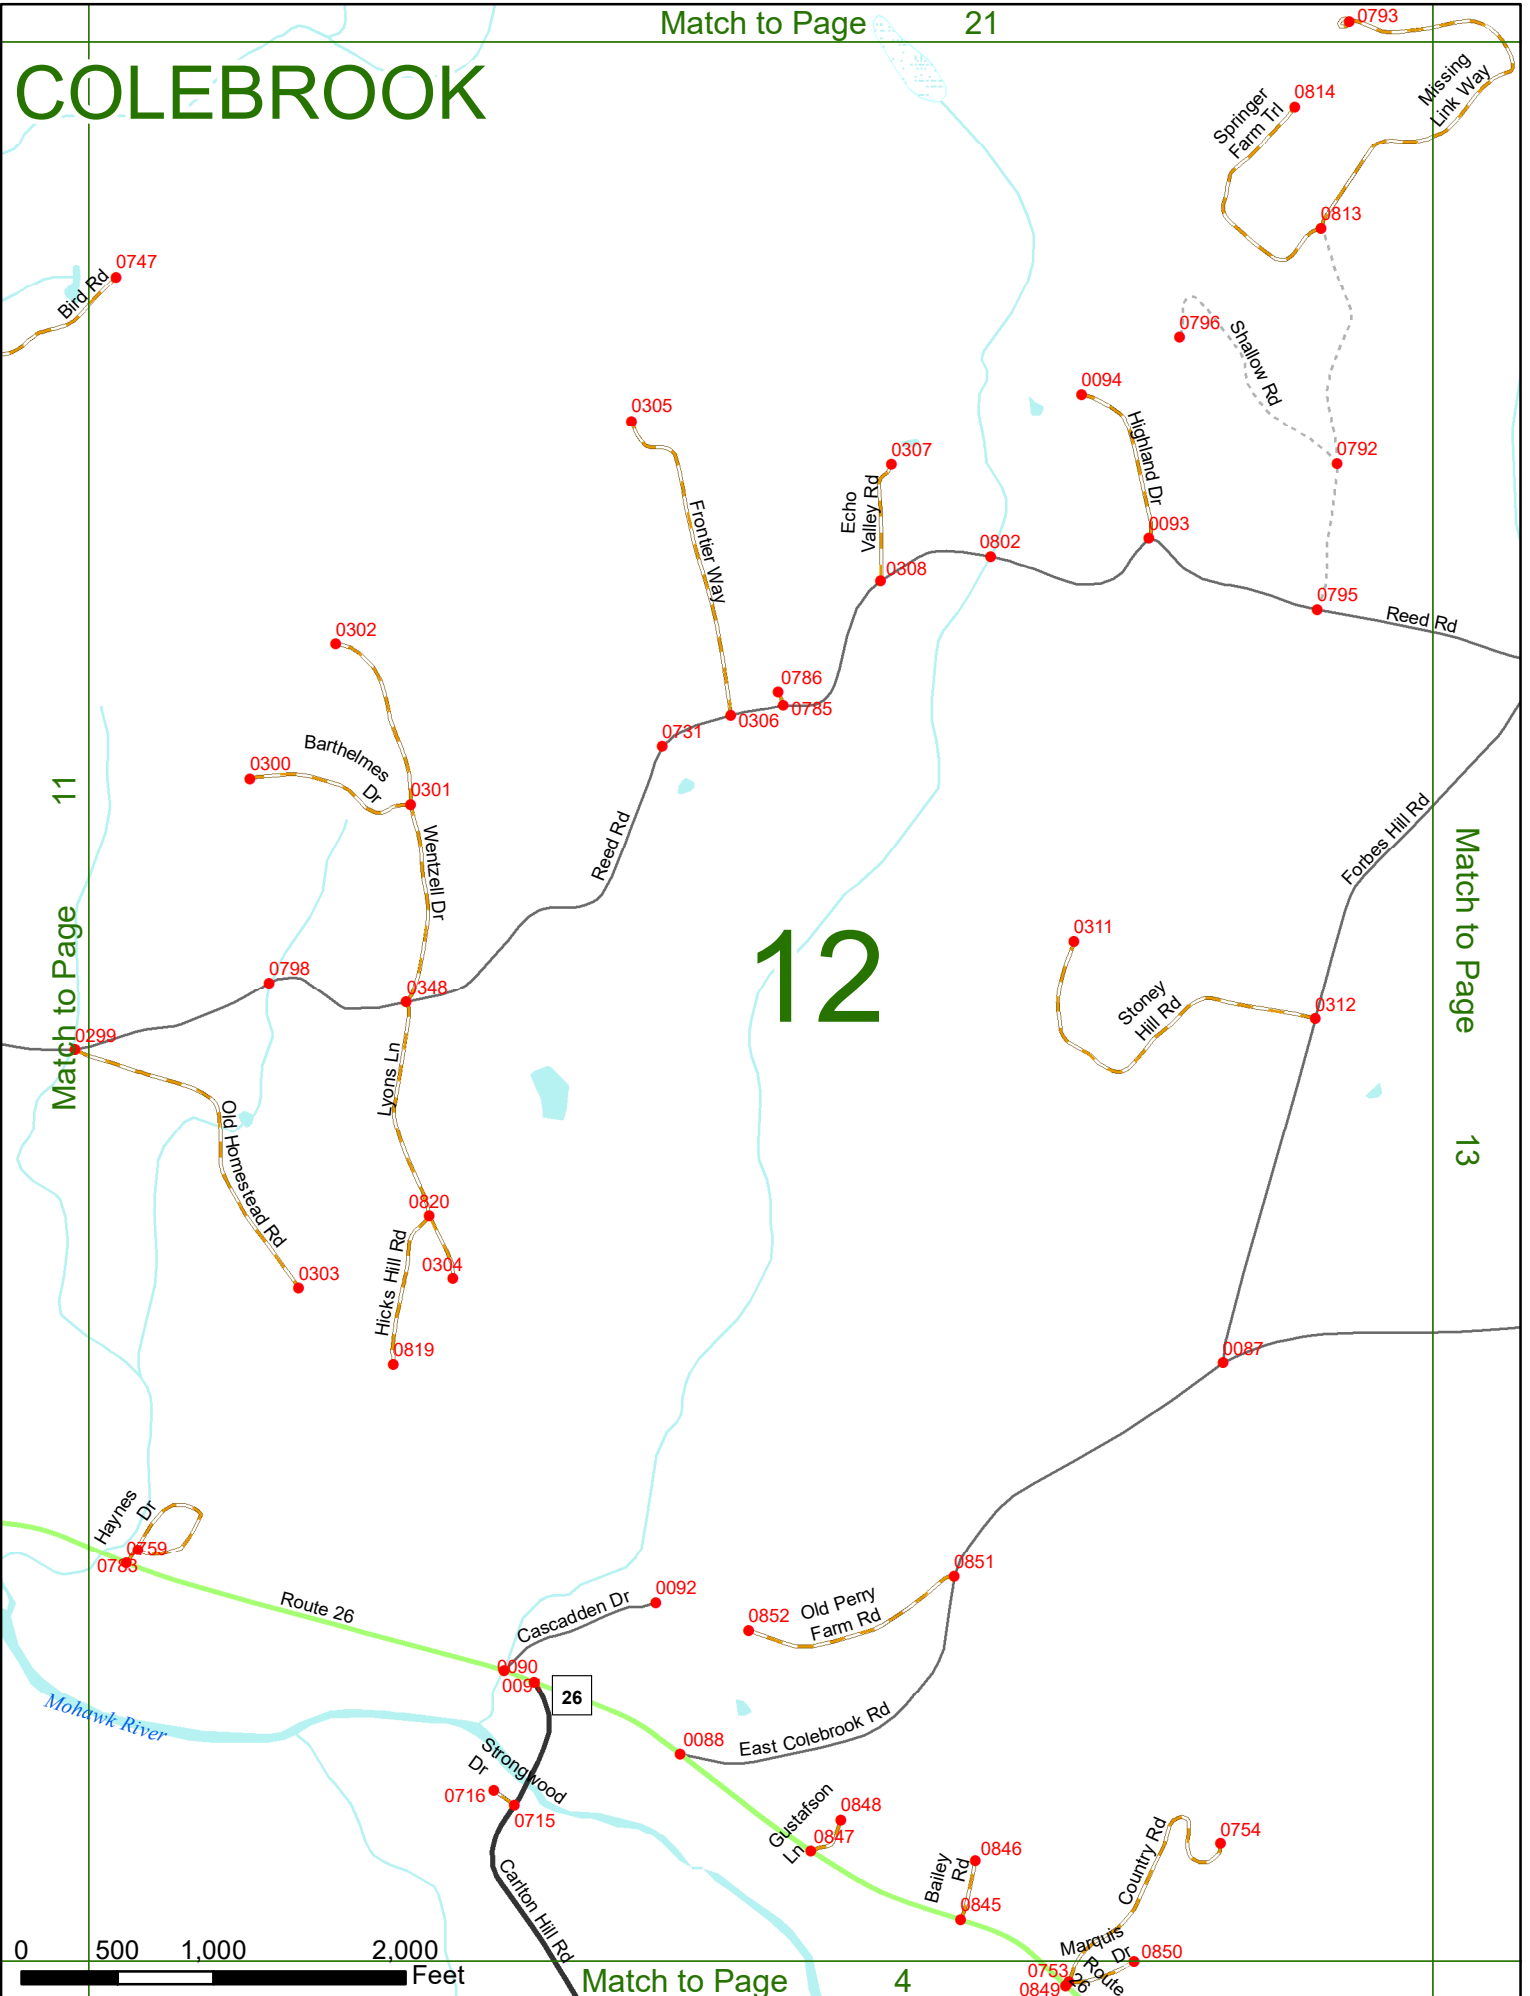 Match to Page 21
0793
COLEBROOK
Missing
Link Way
0814
Springer
Farm Trl
0813
0747
Bird Rd
0796
Shallow Rd
0094
Highland Dr
0305
0307
0792
Echo
Valley Rd
Frontier Way
0093
0802
0308
0795
Reed Rd
0302
0786
0785
0306
0731
Barthelmes
Dr
0300
0301
11
Match to Page
Wentzell Dr
Reed Rd
Forbes Hill Rd
Match to Page
13
12
0311
0798
0348
Stoney
Hill Rd
0312
0299
Lyons Ln
Old Homestead Rd
0820
0304
0303
Hicks Hill Rd
0819
0087
Haynes
Dr
0759
0783
0851
Route 26
Cascadden Dr
0092
0852
Old Perry
Farm Rd
0090
009
26
Mohawk River
East Colebrook Rd
0088
Strongwood
Dr
0716
0715
Gustafson
Ln
0848
0847
Country Rd
0754
Bailey
Rd
0846
0845
Carlton Hill Rd
Marquis
Dr
0850
Route
26
0753
0849
0 500 1,000 2,000
Feet
Match to Page 4